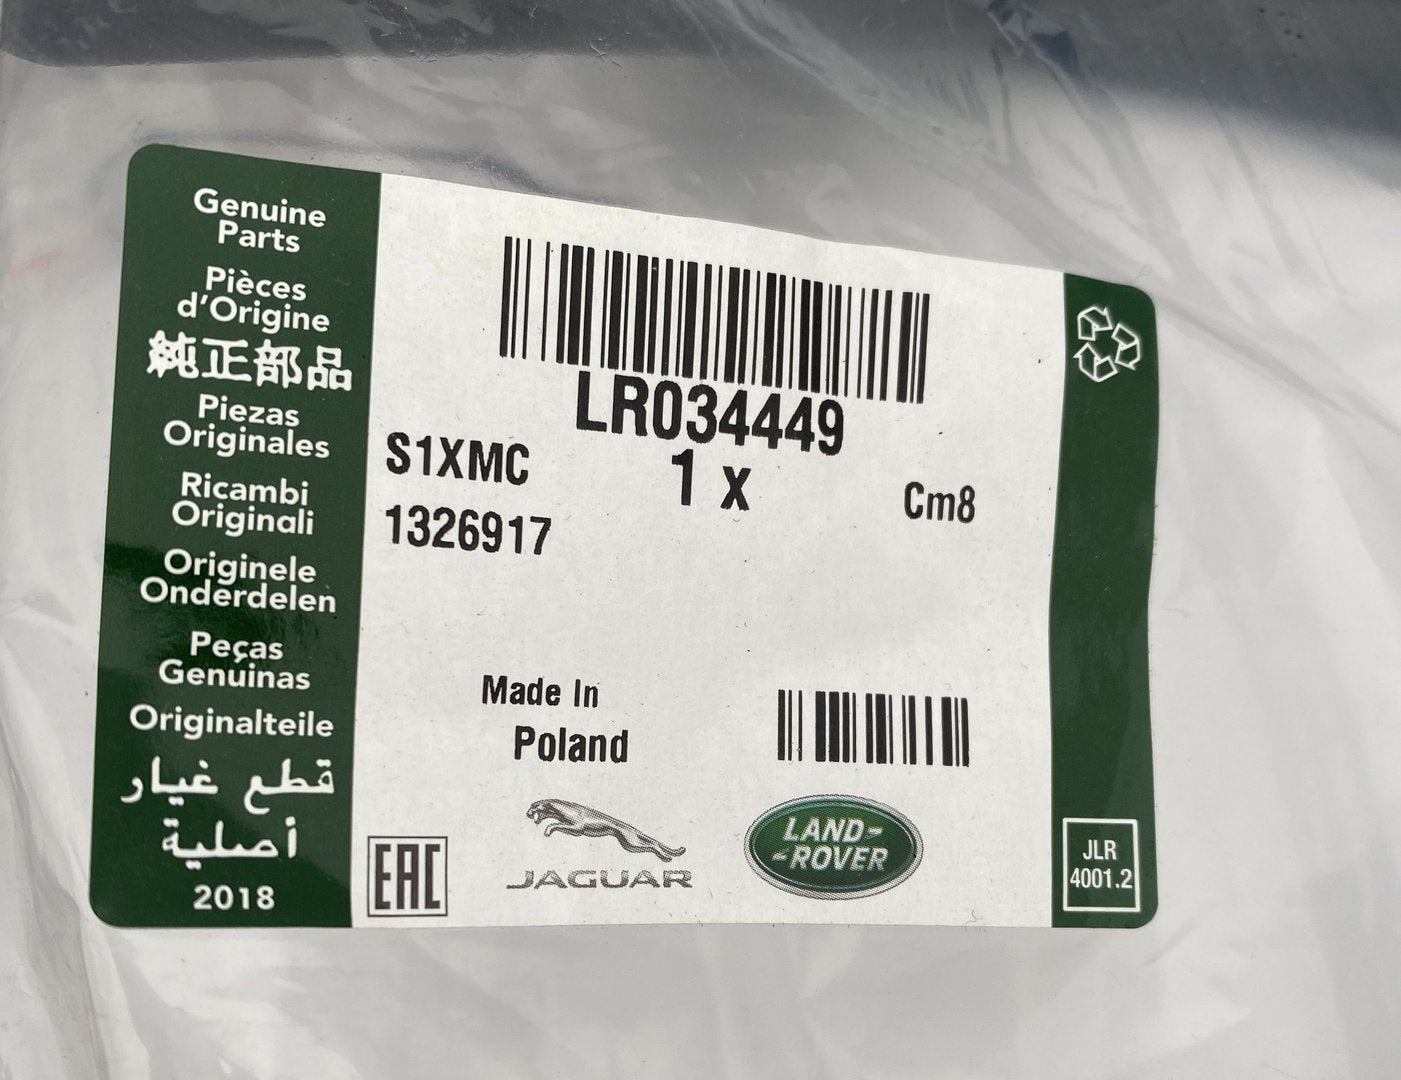 Genuine
Parts
Pièces
d'Origine
純正部品
Piezas
Originales
Ricambi
Originali
Originele
Onderdelen
Peças
Genuinas
Originalteile
قطع غيار
أصلية
2018
LR034449
S1XMC
1 x
Cm8
1326917
Made In
Poland
EAC
JAGUAR
LAND-
-ROVER
JLR
4001.2